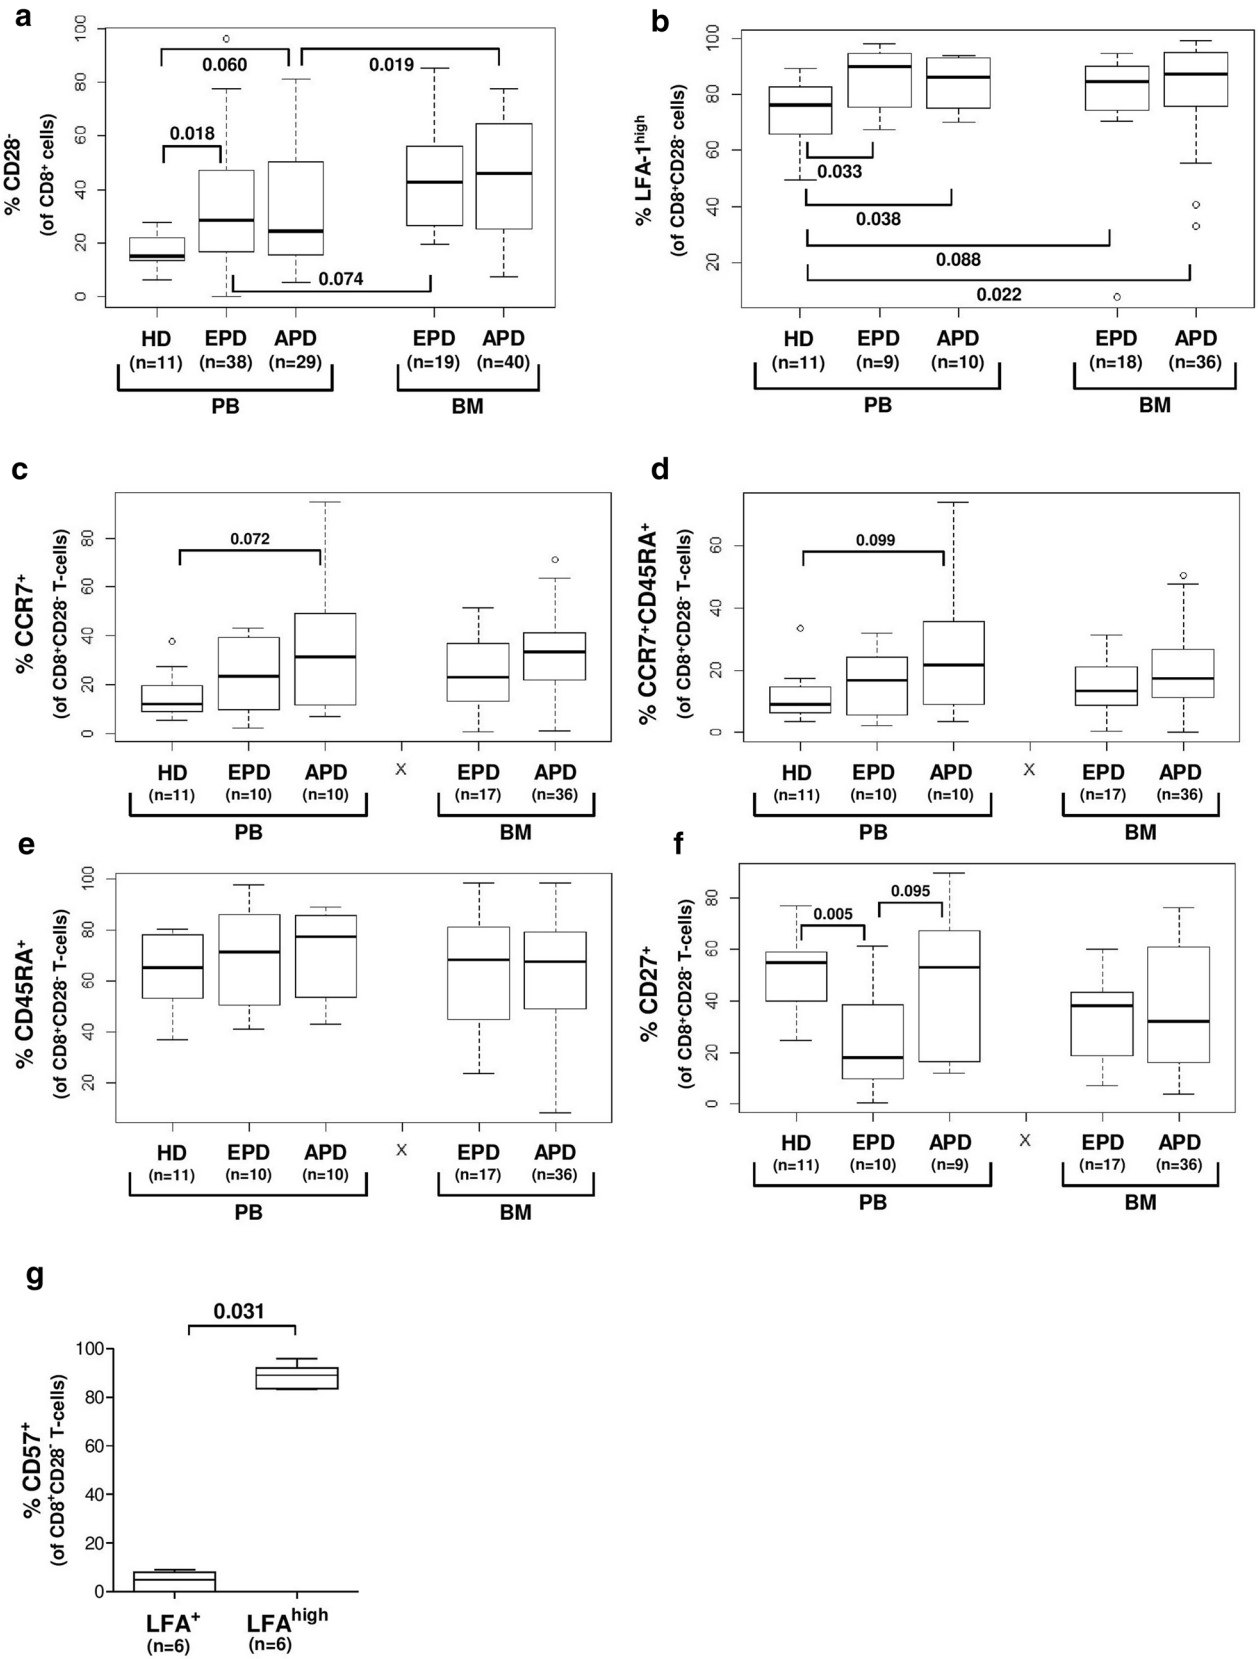 a
% CD28-
(of CD8+ cells)
0 20 40 60 80 100
0.060
0.019
0.018
0.074
HD EPD APD EPD APD
(n=11) (n=38) (n=29) (n=19) (n=40)
PB BM
b
% LFA-1high
(of CD8+CD28- cells)
20 40 60 80 100
0.033
0.038
0.088
0.022
HD EPD APD EPD APD
(n=11) (n=9) (n=10) (n=18) (n=36)
PB BM
c
% CCR7+
(of CD8+CD28- T-cells)
0 20 40 60 80
0.072
HD EPD APD X EPD APD
(n=11) (n=10) (n=10) (n=17) (n=36)
PB BM
d
% CCR7+CD45RA+
(of CD8+CD28- T-cells)
0 20 40 60
0.099
HD EPD APD X EPD APD
(n=11) (n=10) (n=10) (n=17) (n=36)
PB BM
e
% CD45RA+
(of CD8+CD28- T-cells)
20 40 60 80 100
HD EPD APD X EPD APD
(n=11) (n=10) (n=10) (n=17) (n=36)
PB BM
f
% CD27+
(of CD8+CD28- T-cells)
0 20 40 60 80
0.005
0.095
HD EPD APD X EPD APD
(n=11) (n=10) (n=9) (n=17) (n=36)
PB BM
g
% CD57+
(of CD8+CD28- T-cells)
0.031
100
80
60
40
20
0
LFA+ LFAhigh
(n=6) (n=6)